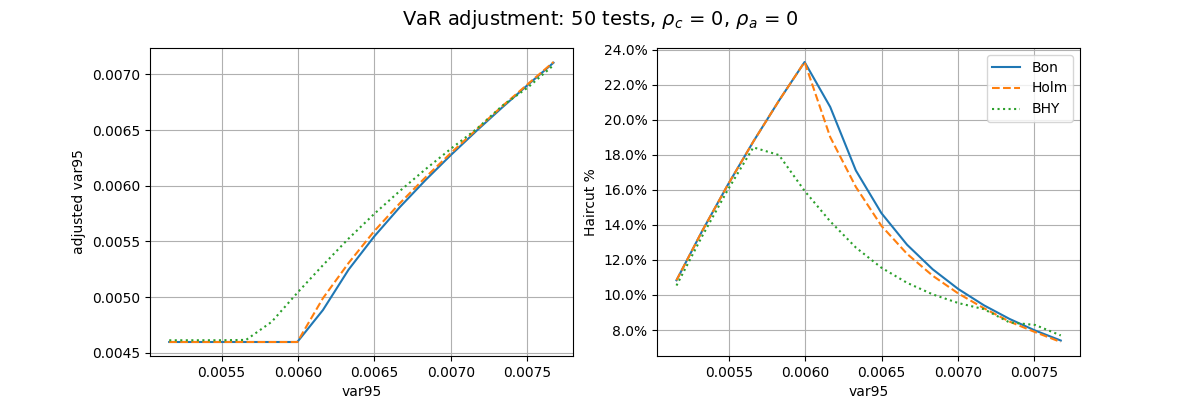 VaR adjustment: 50 tests, ρc = 0, ρa = 0
adjusted var95
0.0070
0.0065
0.0060
0.0055
0.0050
0.0045
0.0055 0.0060 0.0065 0.0070 0.0075
var95
Haircut %
24.0%
22.0%
20.0%
18.0%
16.0%
14.0%
12.0%
10.0%
8.0%
0.0055 0.0060 0.0065 0.0070 0.0075
var95
Bon
Holm
BHY